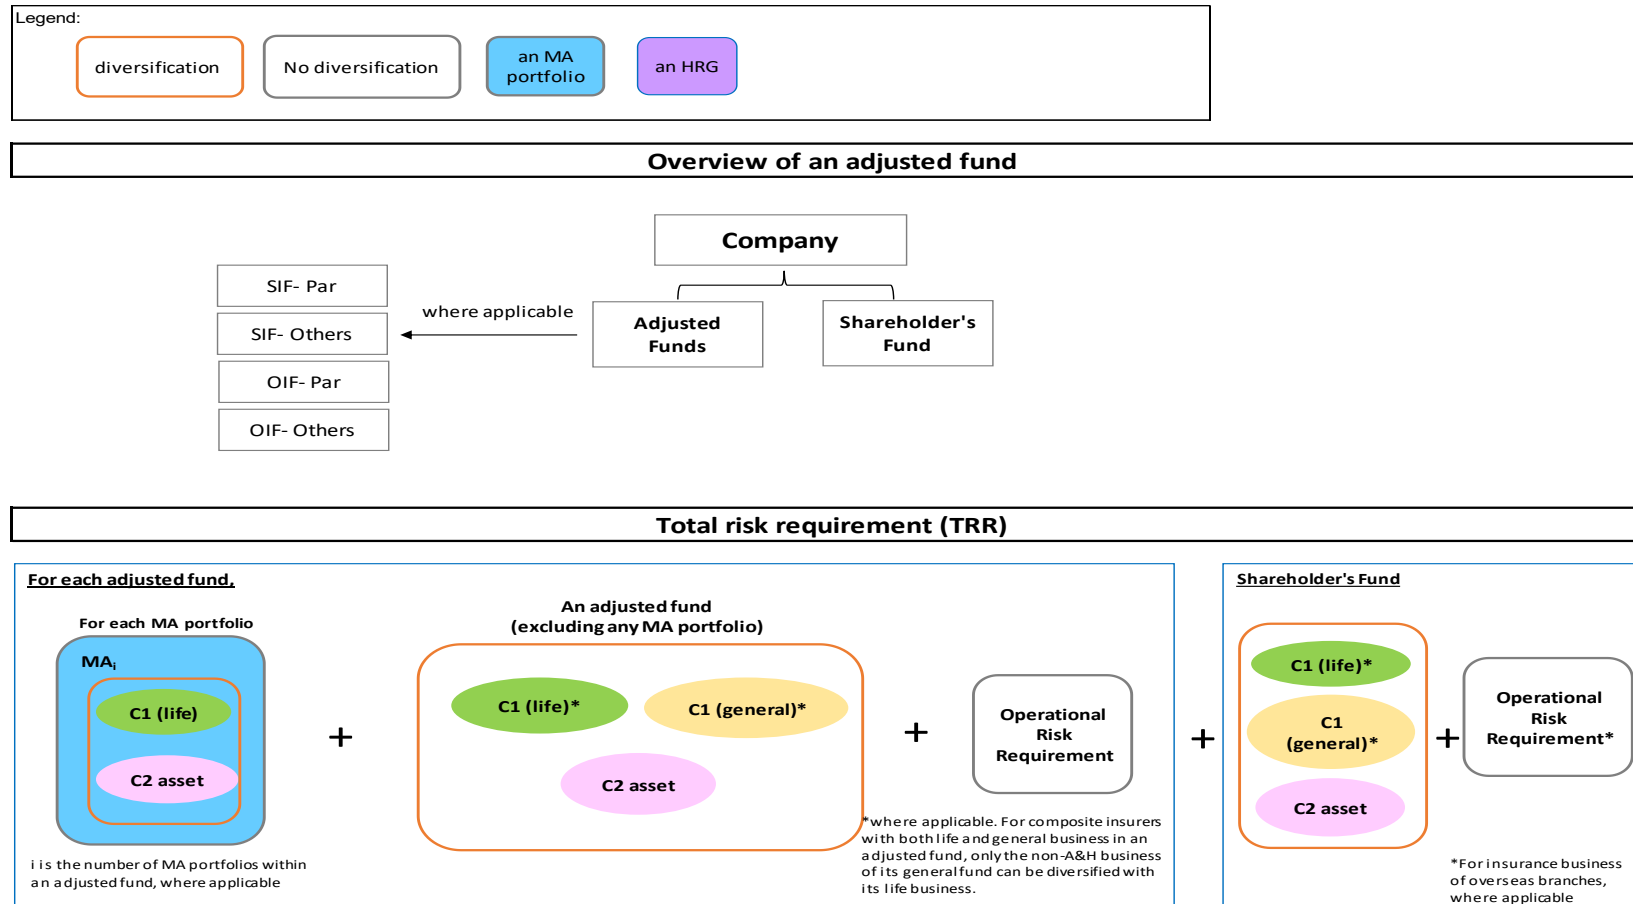 Legend:
diversification
No diversification
an MA
portfolio
an HRG
Overview of an adjusted fund
Company
SIF- Par
SIF- Others
OIF- Par
OIF- Others
where applicable
Adjusted
Funds
Shareholder's
Fund
Total risk requirement (TRR)
For each adjusted fund,
For each MA portfolio
MAi
C1 (life)
C2 asset
i is the number of MA portfolios within
an adjusted fund, where applicable
+
An adjusted fund
(excluding any MA portfolio)
C1 (life)*
C1 (general)*
C2 asset
+
Operational
Risk
Requirement
*where applicable. For composite insurers
with both life and general business in an
adjusted fund, only the non-A&H business
of its general fund can be diversified with
its life business.
+
Shareholder's Fund
C1 (life)*
C1
(general)*
C2 asset
+
Operational
Risk
Requirement*
*For insurance business
of overseas branches,
where applicable